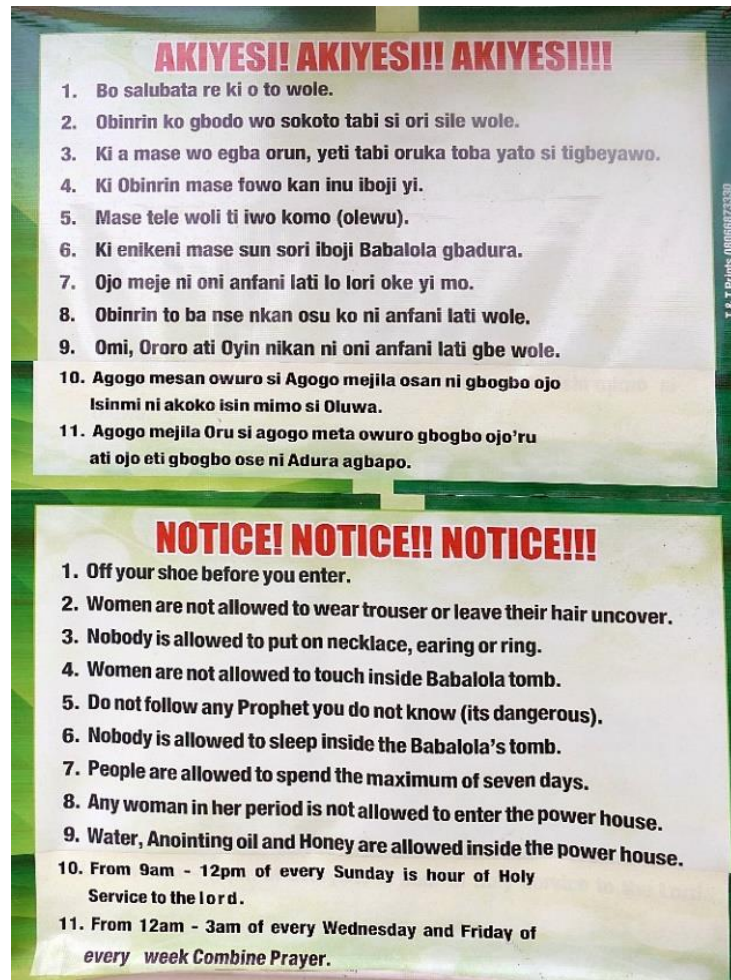 AKIYESI! AKIYESI!! AKIYESI!!!
1. Bo salubata re ki o to wole.
2. Obinrin ko gbodo wo sokoto tabi si ori sile wole.
3. Ki a mase wo egba orun, yeti tabi oruka toba yato si tigbeyawo.
4. Ki Obinrin mase fowo kan inu iboji yi.
5. Mase tele woli ti iwo komo (olewu).
6. Ki enikeni mase sun sori iboji Babalola gbadura.
7. Ojo meje ni oni anfani lati lo lori oke yi mo.
8. Obinrin to ba nse nkan osu ko ni anfani lati wole.
9. Omi, Ororo ati Oyin nikan ni oni anfani lati gbe wole.
10. Agogo mesan owuro si Agogo mejila osan ni gbogbo ojo
Isinmi ni akoko isin mimo si Oluwa.
11. Agogo mejila Oru si agogo meta owuro gbogbo ojo'ru
ati ojo eti gbogbo ose ni Adura agbapo.
T & T Prints 08066873330
NOTICE! NOTICE!! NOTICE!!!
1. Off your shoe before you enter.
2. Women are not allowed to wear trouser or leave their hair uncover.
3. Nobody is allowed to put on necklace, earing or ring.
4. Women are not allowed to touch inside Babalola tomb.
5. Do not follow any Prophet you do not know (its dangerous).
6. Nobody is allowed to sleep inside the Babalola's tomb.
7. People are allowed to spend the maximum of seven days.
8. Any woman in her period is not allowed to enter the power house.
9. Water, Anointing oil and Honey are allowed inside the power house.
10. From 9am - 12pm of every Sunday is hour of Holy
Service to the lord.
11. From 12am - 3am of every Wednesday and Friday of
every week Combine Prayer.